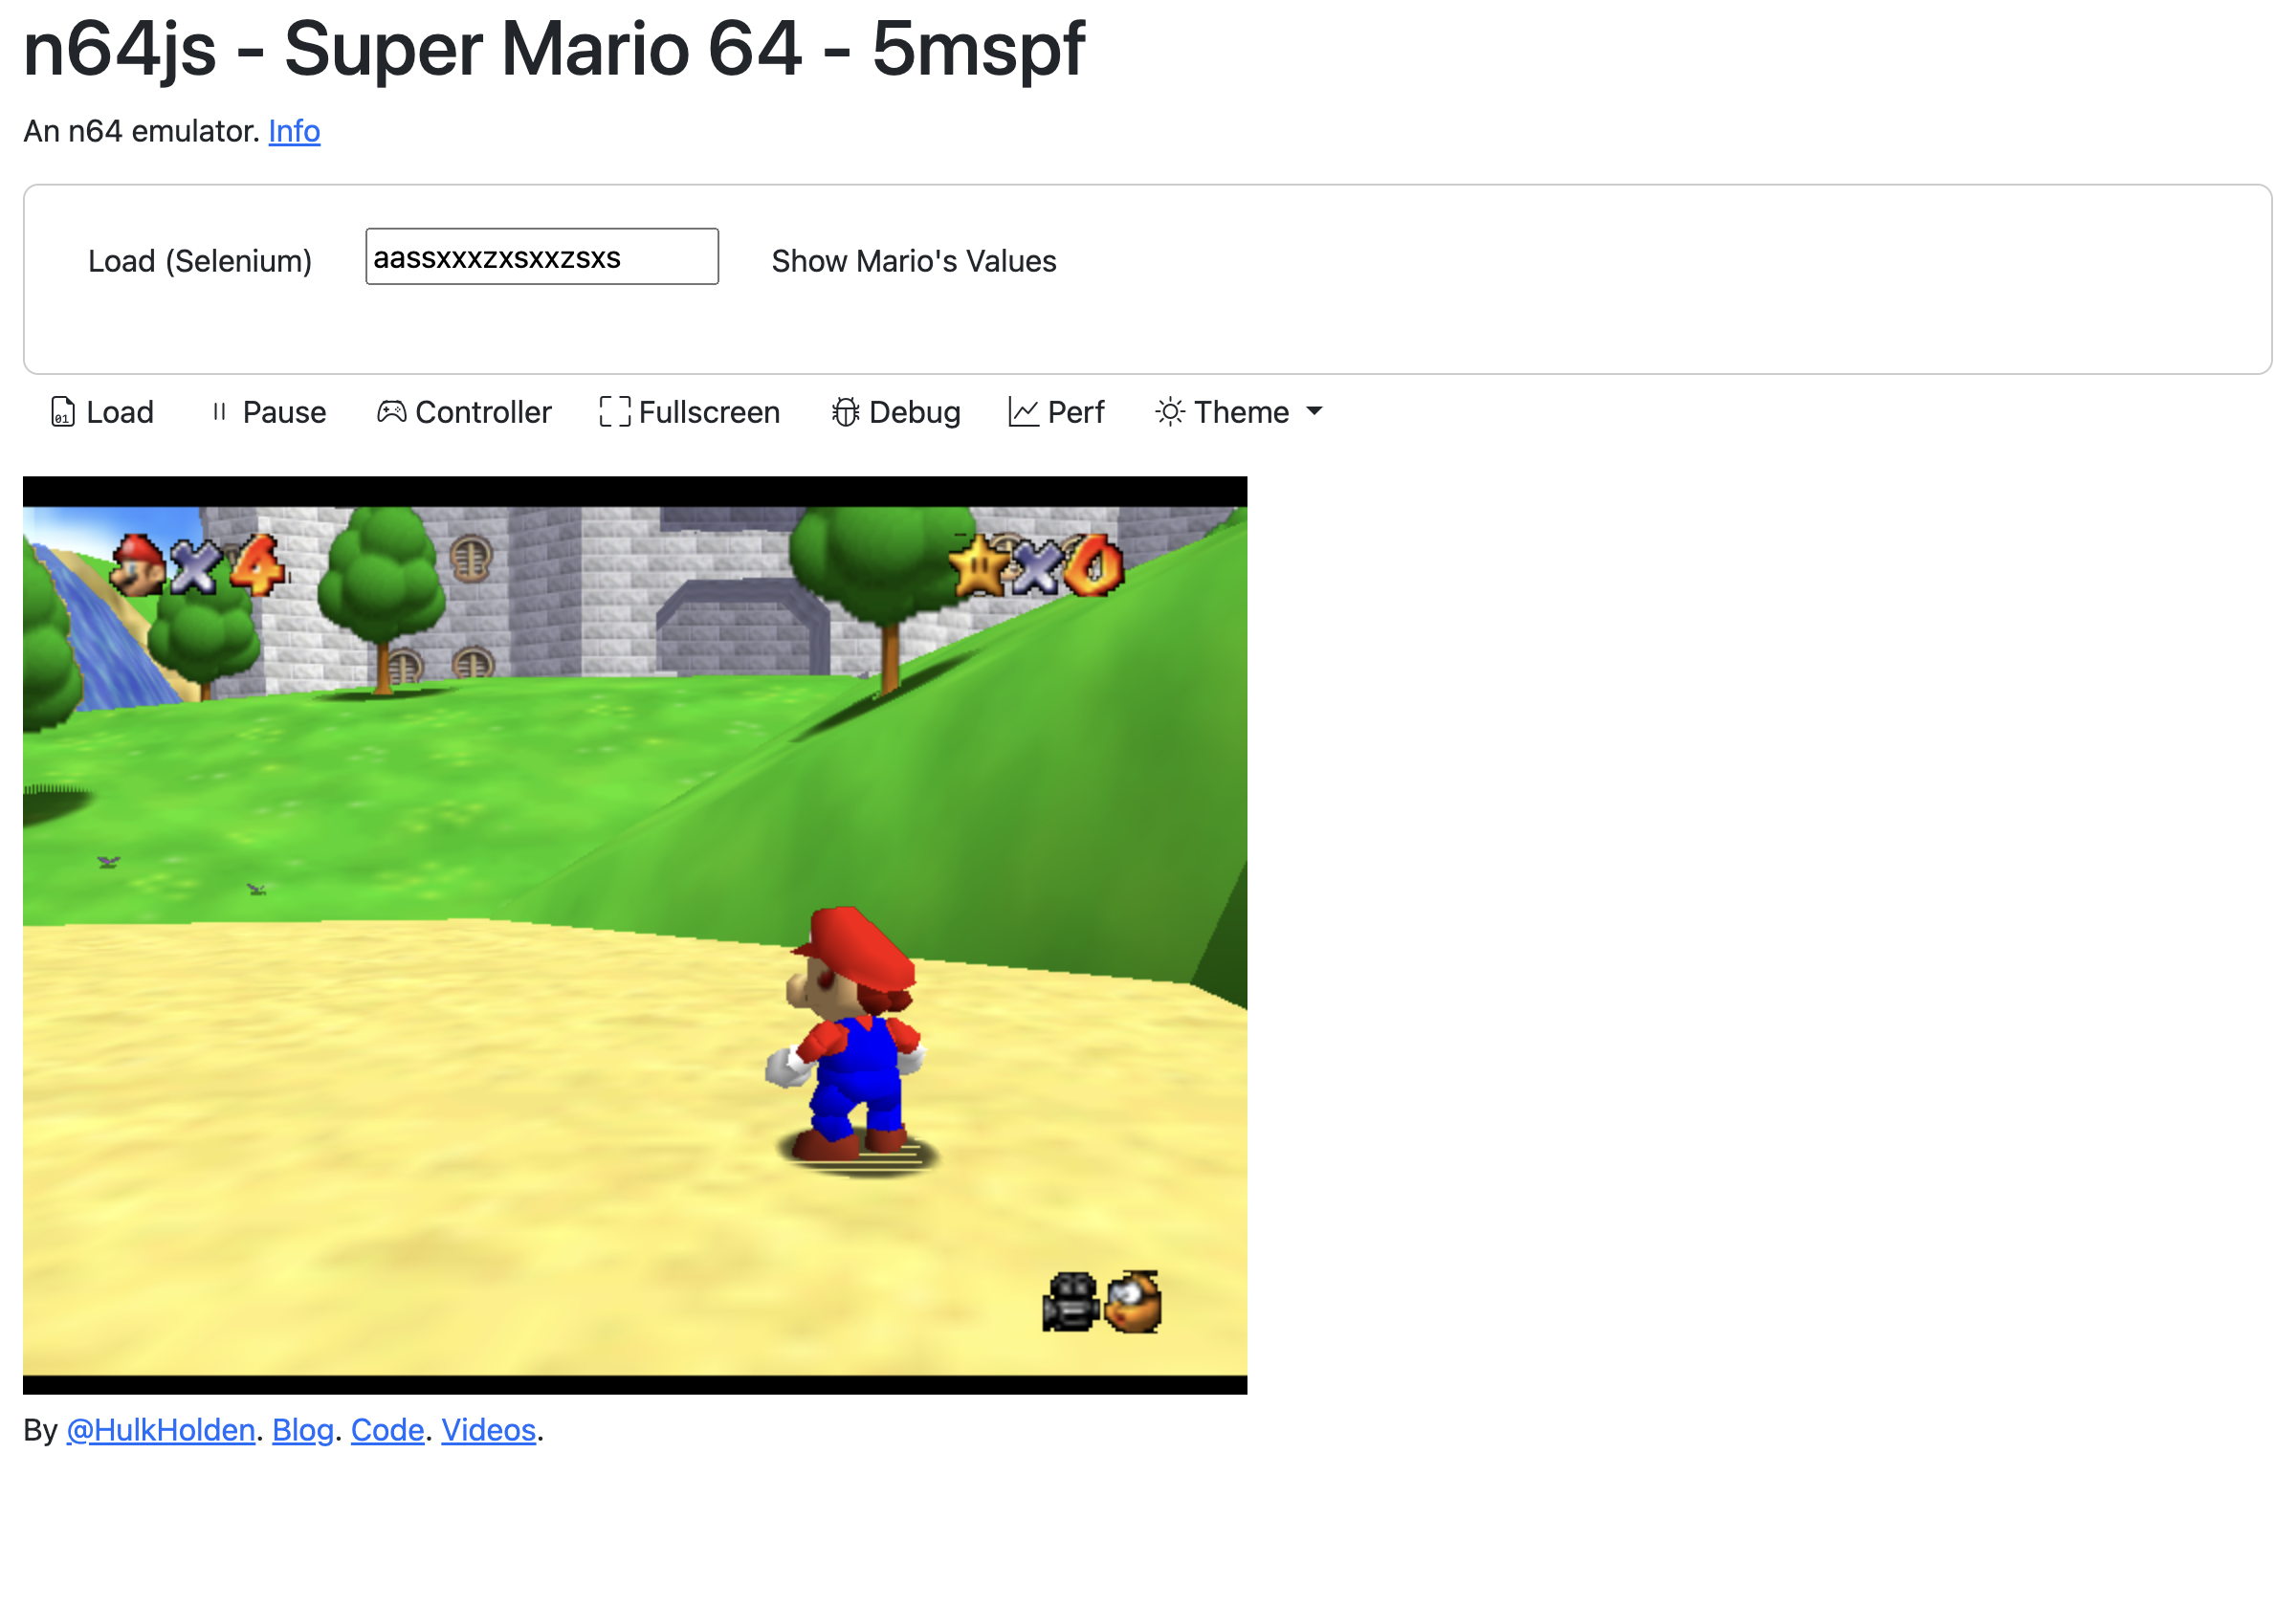 n64js - Super Mario 64 - 5mspf
An n64 emulator. Info
Load (Selenium) aassxxxzxsxxzsxs Show Mario's Values
Load Pause Controller Fullscreen Debug Perf Theme
×4 ×0
By @HulkHolden. Blog. Code. Videos.